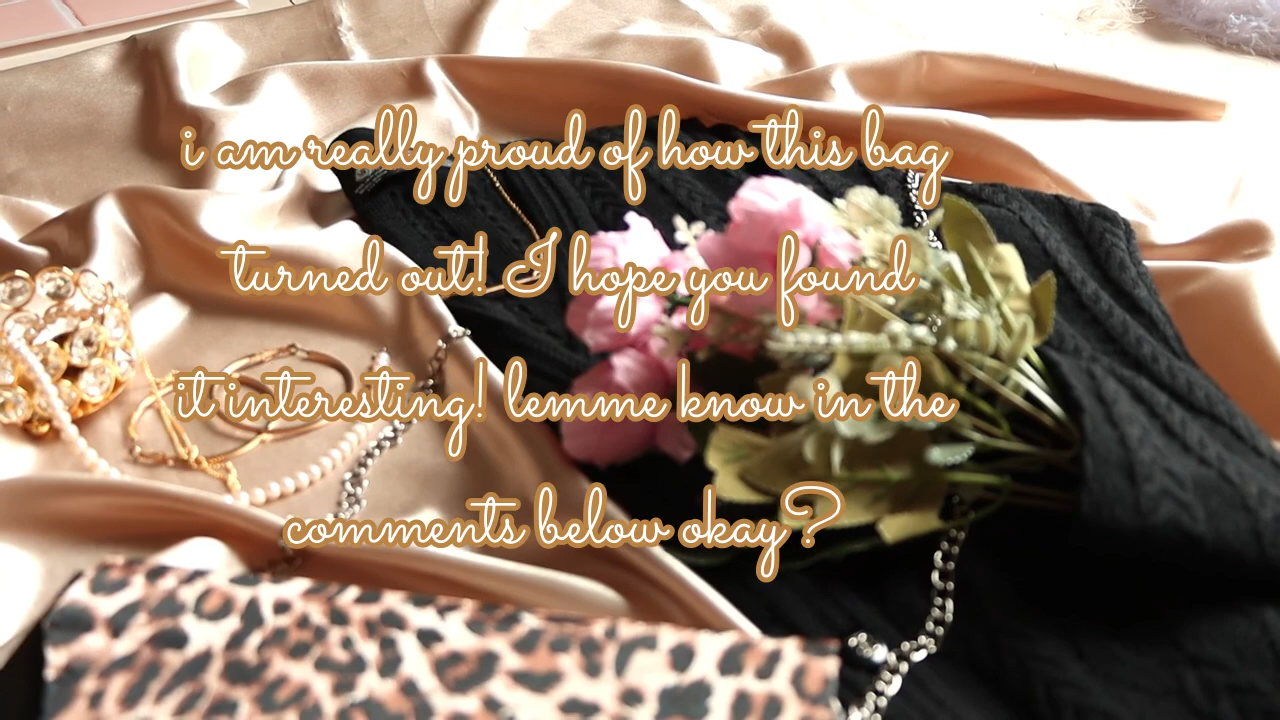 i am really proud of how this bag
turned out! I hope you found
it interesting! lemme know in the
comments below okay?